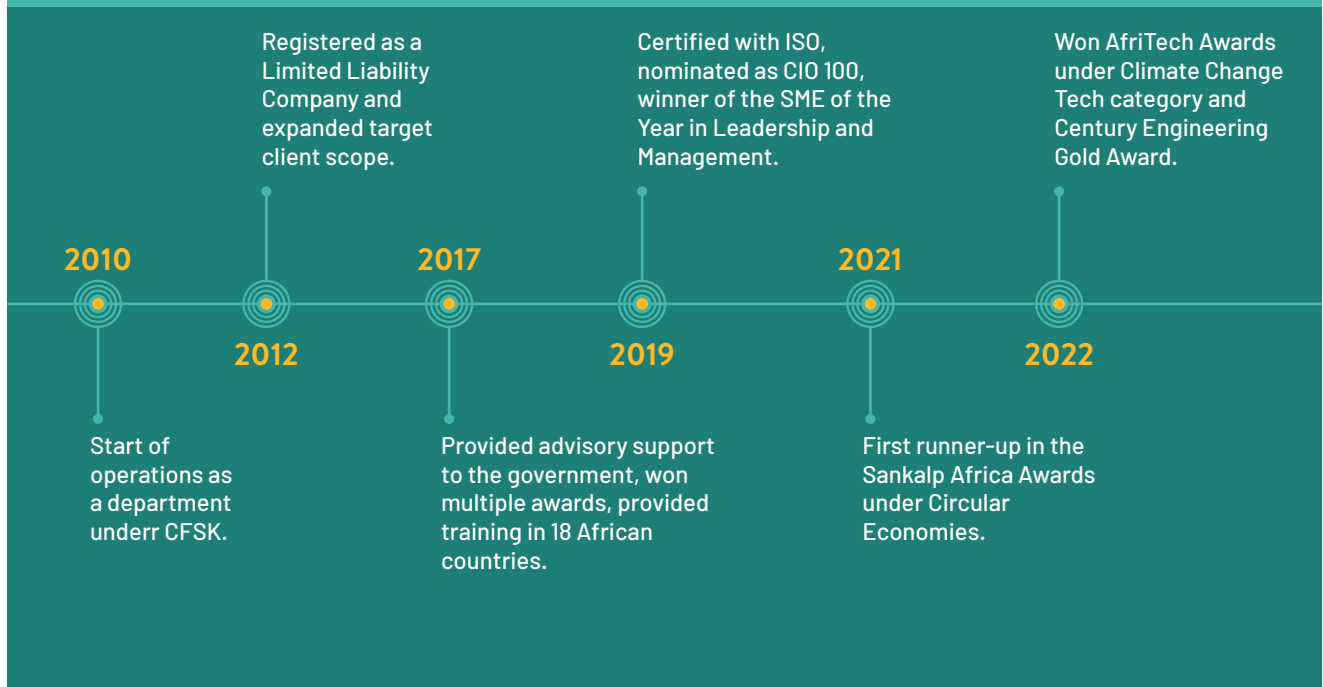 Registered as a
Limited Liability
Company and
expanded target
client scope.
Certified with ISO,
nominated as CIO 100,
winner of the SME of the
Year in Leadership and
Management.
Won AfriTech Awards
under Climate Change
Tech category and
Century Engineering
Gold Award.
2010
2017
2021
2012
2019
2022
Start of
operations as
a department
underr CFSK.
Provided advisory support
to the government, won
multiple awards, provided
training in 18 African
countries.
First runner-up in the
Sankalp Africa Awards
under Circular
Economies.